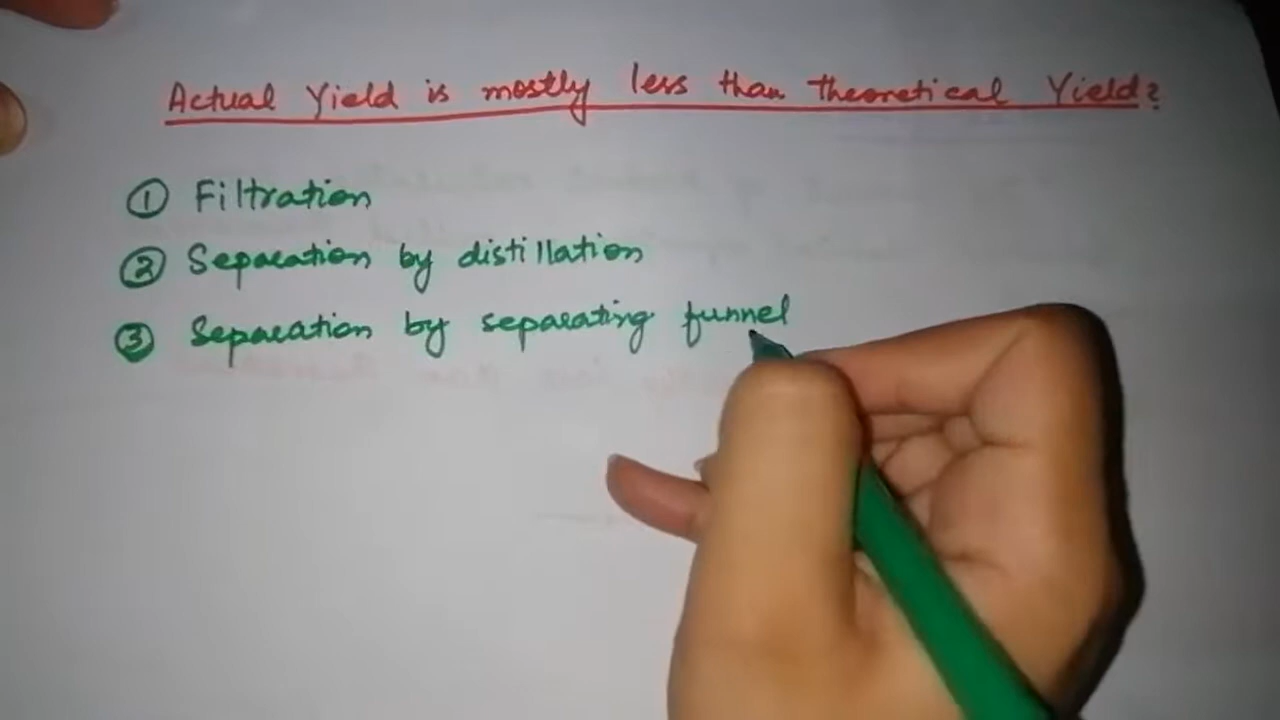 Actual Yield is mostly less than theoretical Yield?
① Filtration
② Separation by distillation
③ Separation by separating funnel